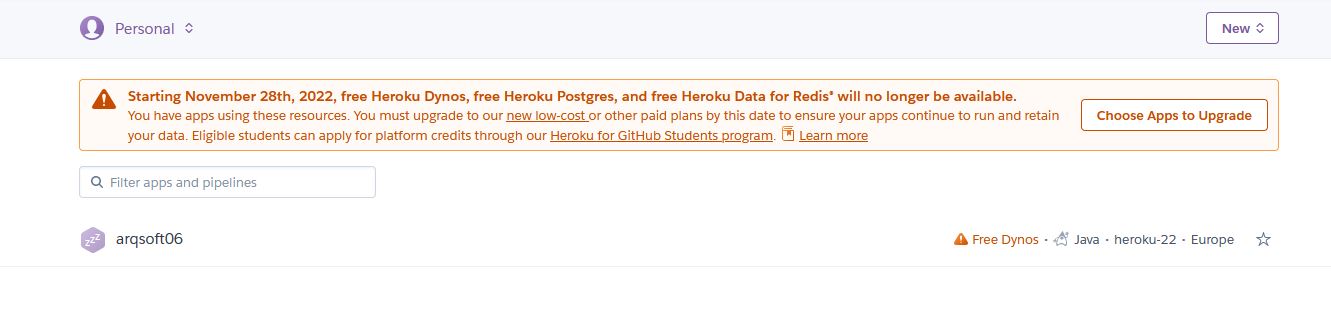 Personal
New
Starting November 28th, 2022, free Heroku Dynos, free Heroku Postgres, and free Heroku Data for Redis® will no longer be available.
You have apps using these resources. You must upgrade to our new low-cost or other paid plans by this date to ensure your apps continue to run and retain
your data. Eligible students can apply for platform credits through our Heroku for GitHub Students program. Learn more
Choose Apps to Upgrade
Filter apps and pipelines
zzz arqsoft06
Free Dynos · Java · heroku-22 · Europe